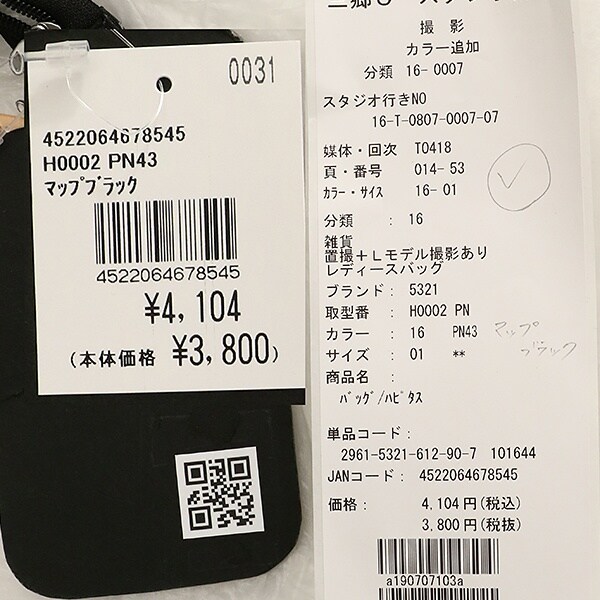 0031
4522064678545
H0002 PN43
ﾏｯﾌﾟﾌﾞﾗｯｸ
4522064678545
¥4,104
(本体価格 ¥3,800)
撮 影
カラー追加
分類 16-0007
スタジオ行きNO
16-T-0807-0007-07
媒体・回次 T0418
頁・番号 014-53
ｶﾗｰ・ｻｲｽﾞ 16-01
分類 : 16
雑貨
置撮+Lモデル撮影あり
レディースバッグ
ブランド: 5321
取型番 : H0002 PN
カラー : 16 PN43 マップブラック
サイズ : 01 **
商品名 :
ﾊﾞｯｸﾞ/ﾊﾋﾟﾀｽ
単品コード:
2961-5321-612-90-7 101644
JANコード: 4522064678545
価格: 4,104円(税込)
3,800円(税抜)
a190707103a